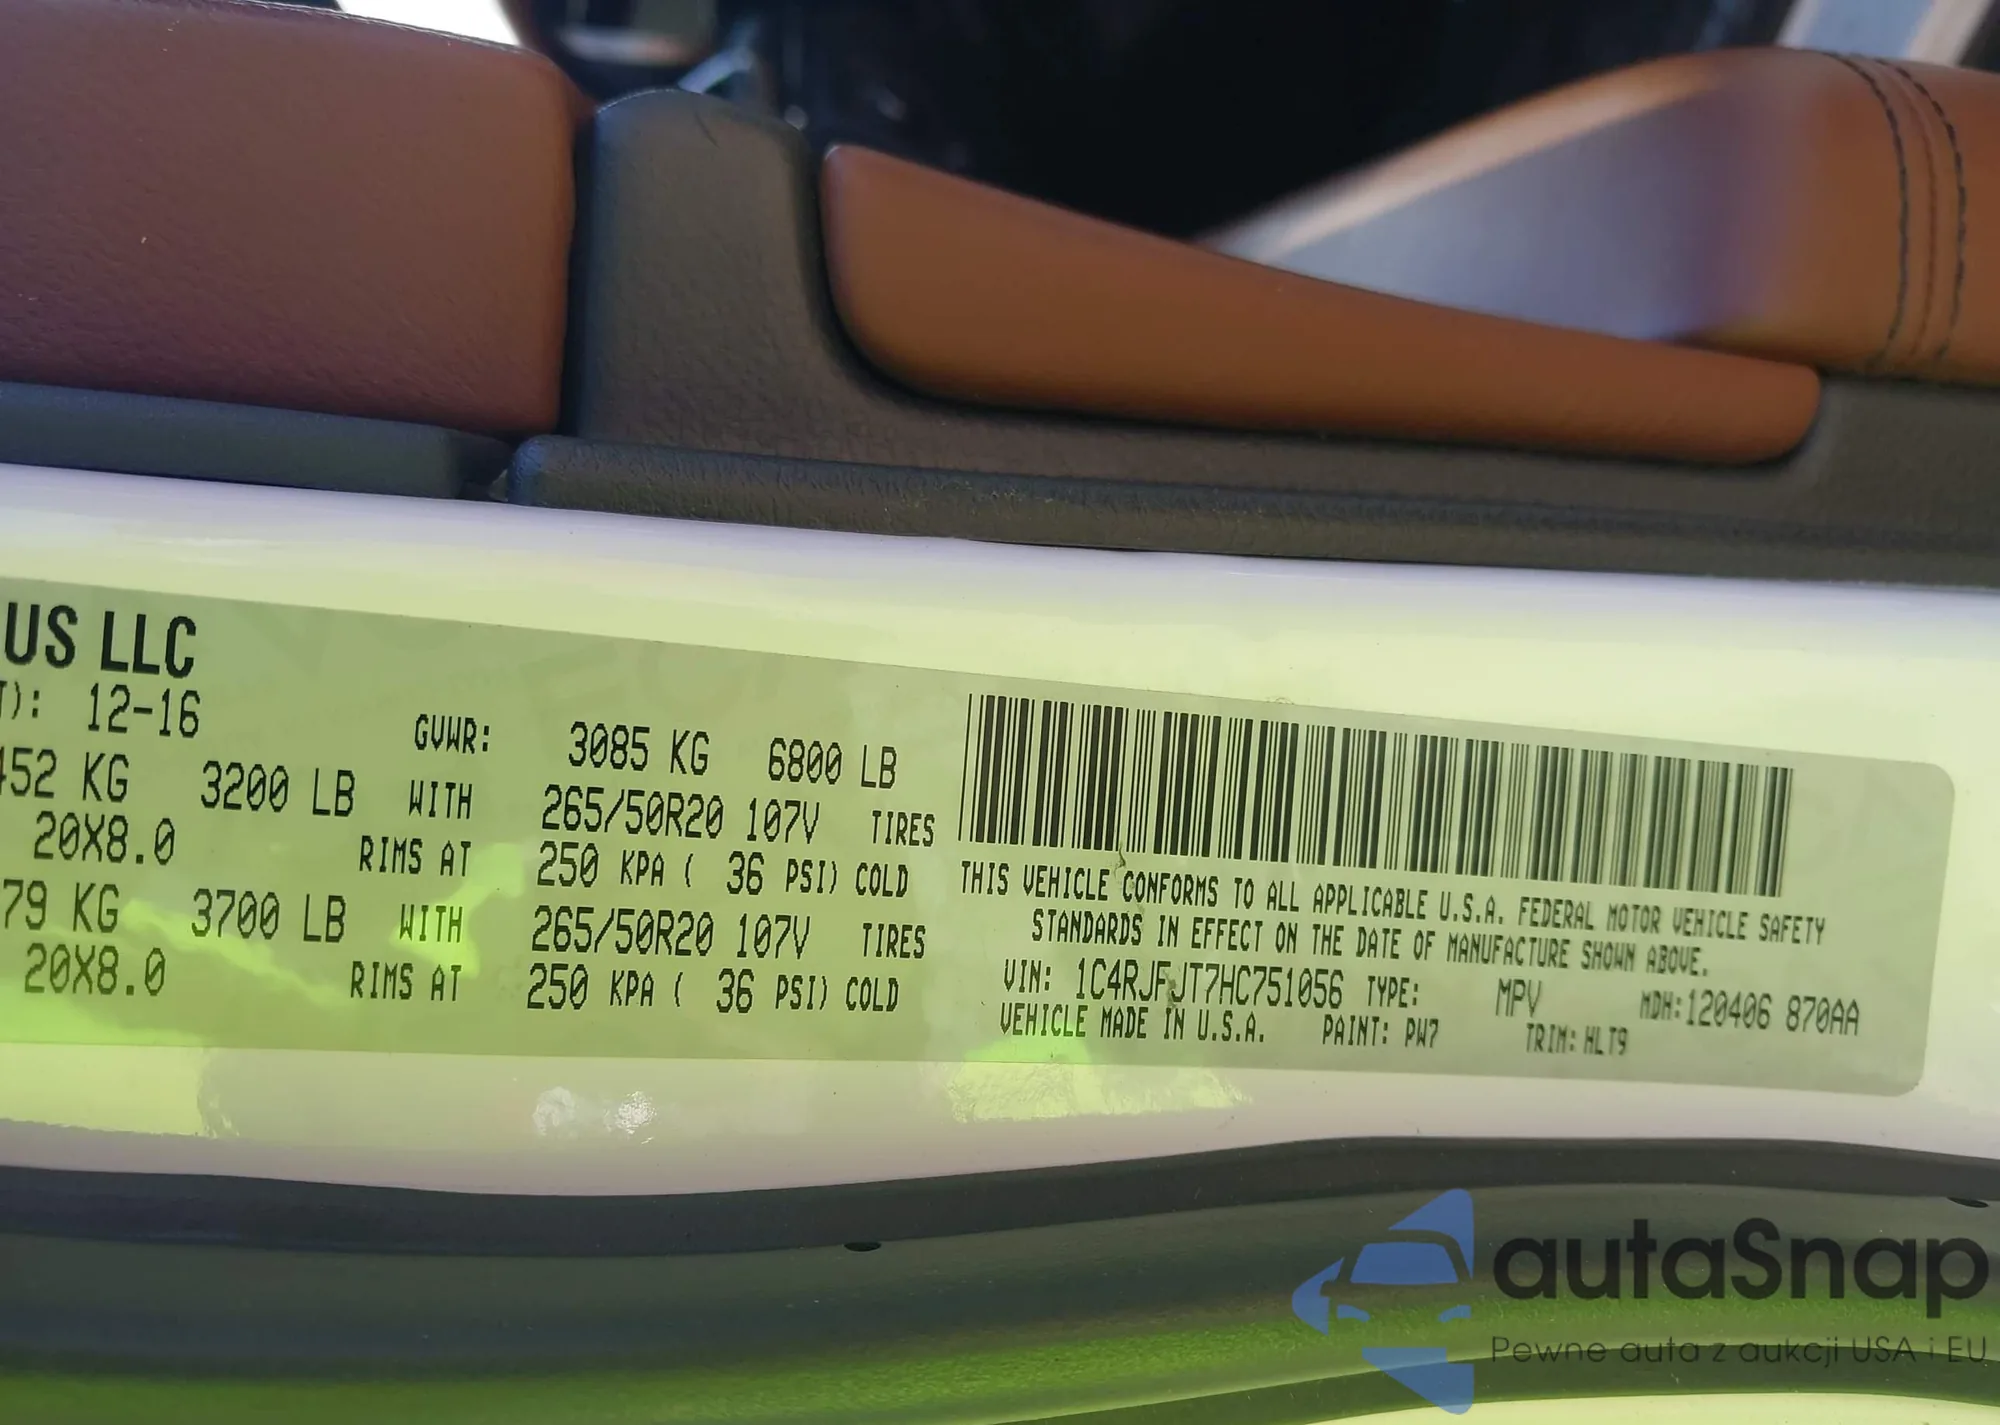 US LLC
T): 12-16
GVWR: 3085 KG 6800 LB
452 KG 3200 LB WITH 265/50R20 107V TIRES
20X8.0 RIMS AT 250 KPA ( 36 PSI) COLD
79 KG 3700 LB WITH 265/50R20 107V TIRES
20X8.0 RIMS AT 250 KPA ( 36 PSI) COLD
THIS VEHICLE CONFORMS TO ALL APPLICABLE U.S.A. FEDERAL MOTOR VEHICLE SAFETY
STANDARDS IN EFFECT ON THE DATE OF MANUFACTURE SHOWN ABOVE.
VIN: 1C4RJFJT7HC751056 TYPE: MPV MDH:120406 870AA
VEHICLE MADE IN U.S.A. PAINT: PW7 TRIM: HLT9
autaSnap
Pewne auta z aukcji USA i EU